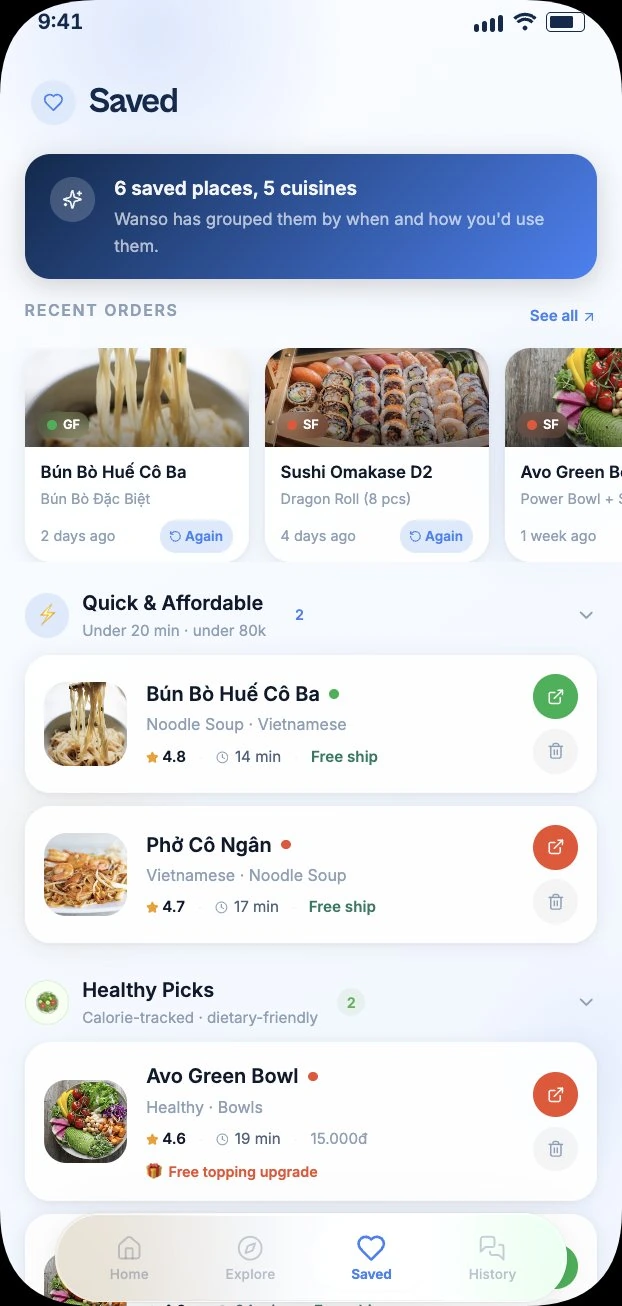 9:41
Saved
6 saved places, 5 cuisines
Wanso has grouped them by when and how you'd use
them.
RECENT ORDERS
See all
GF
SF
SF
Bún Bò Huế Cô Ba
Sushi Omakase D2
Avo Green B
Bún Bò Đặc Biệt
Dragon Roll (8 pcs)
Power Bowl + S
2 days ago
Again
4 days ago
Again
1 week ago
Quick & Affordable
2
Under 20 min · under 80k
Bún Bò Huế Cô Ba
Noodle Soup · Vietnamese
4.8 14 min Free ship
Phở Cô Ngân
Vietnamese · Noodle Soup
4.7 17 min Free ship
Healthy Picks
2
Calorie-tracked · dietary-friendly
Avo Green Bowl
Healthy · Bowls
4.6 19 min 15.000đ
Free topping upgrade
Home
Explore
Saved
History